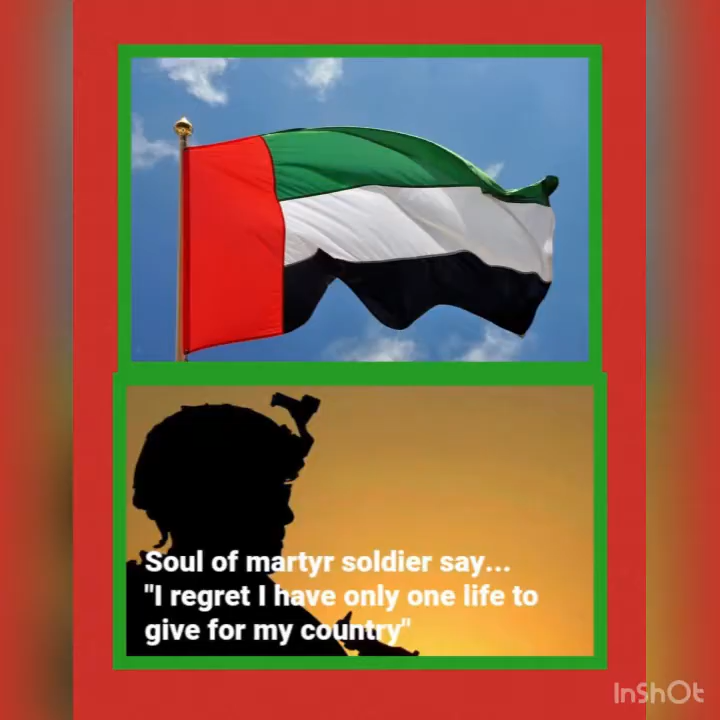 Soul of martyr soldier say...
"I regret I have only one life to
give for my country"
InShOt